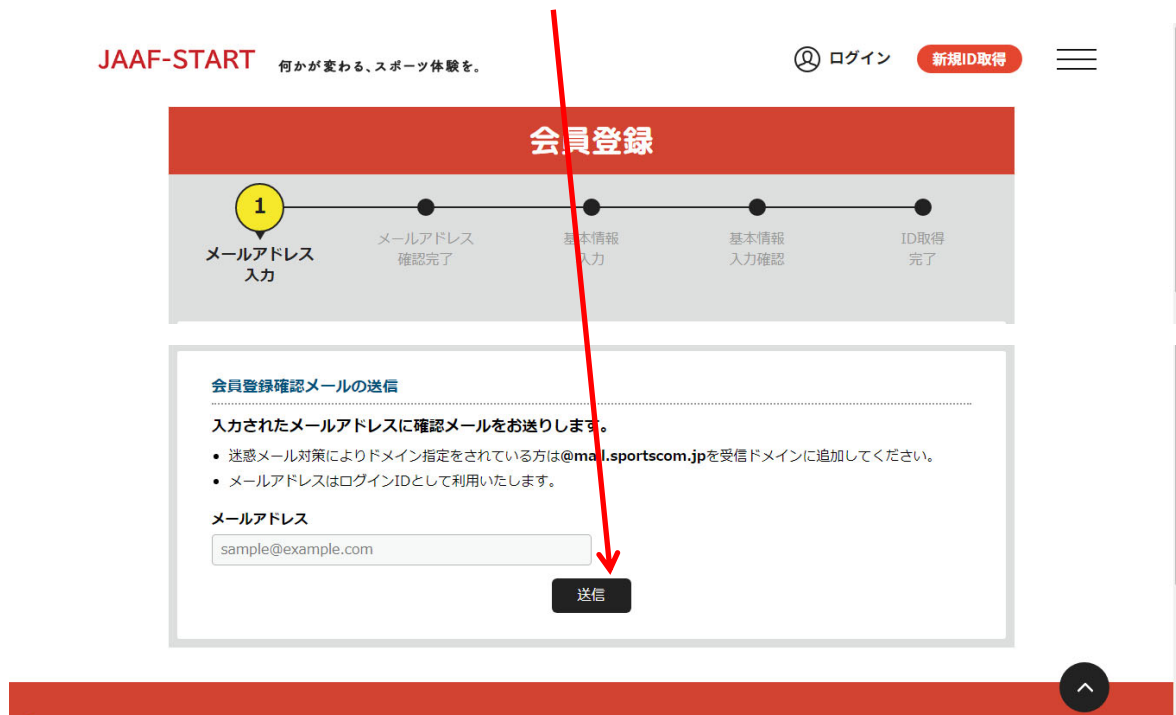 JAAF-START 何かが変わる、スポーツ体験を。 ログイン 新規ID取得
会員登録
1
メールアドレス
入力
メールアドレス
確認完了
基本情報
入力
基本情報
入力確認
ID取得
完了
会員登録確認メールの送信
入力されたメールアドレスに確認メールをお送りします。
• 迷惑メール対策によりドメイン指定をされている方は@mail.sportscom.jpを受信ドメインに追加してください。
• メールアドレスはログインIDとして利用いたします。
メールアドレス
sample@example.com
送信